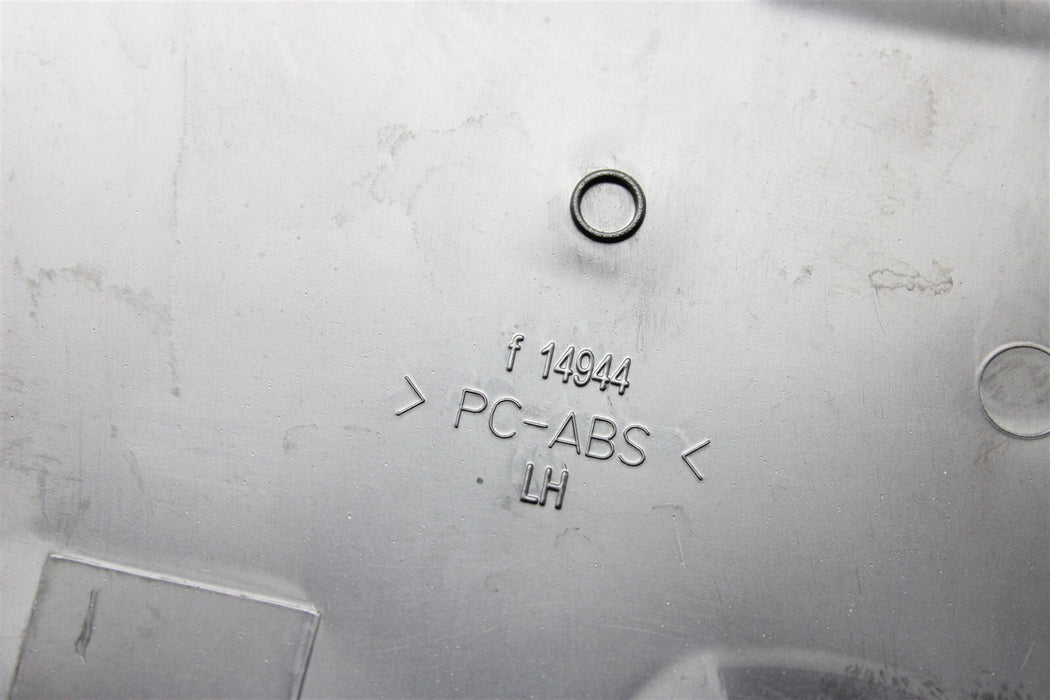 f 14944
> PC-ABS <
LH